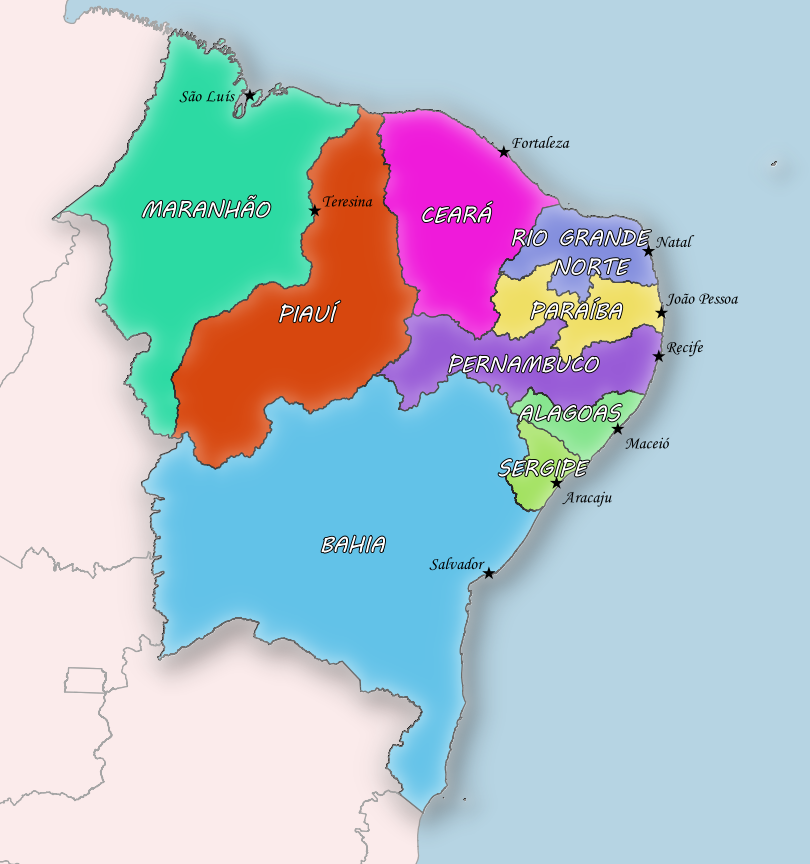 São Luís
Fortaleza
Teresina
MARANHÃO
CEARÁ
RIO GRANDE
NORTE
Natal
João Pessoa
PARAÍBA
PIAUÍ
Recife
PERNAMBUCO
ALAGOAS
Maceió
SERGIPE
Aracaju
BAHIA
Salvador